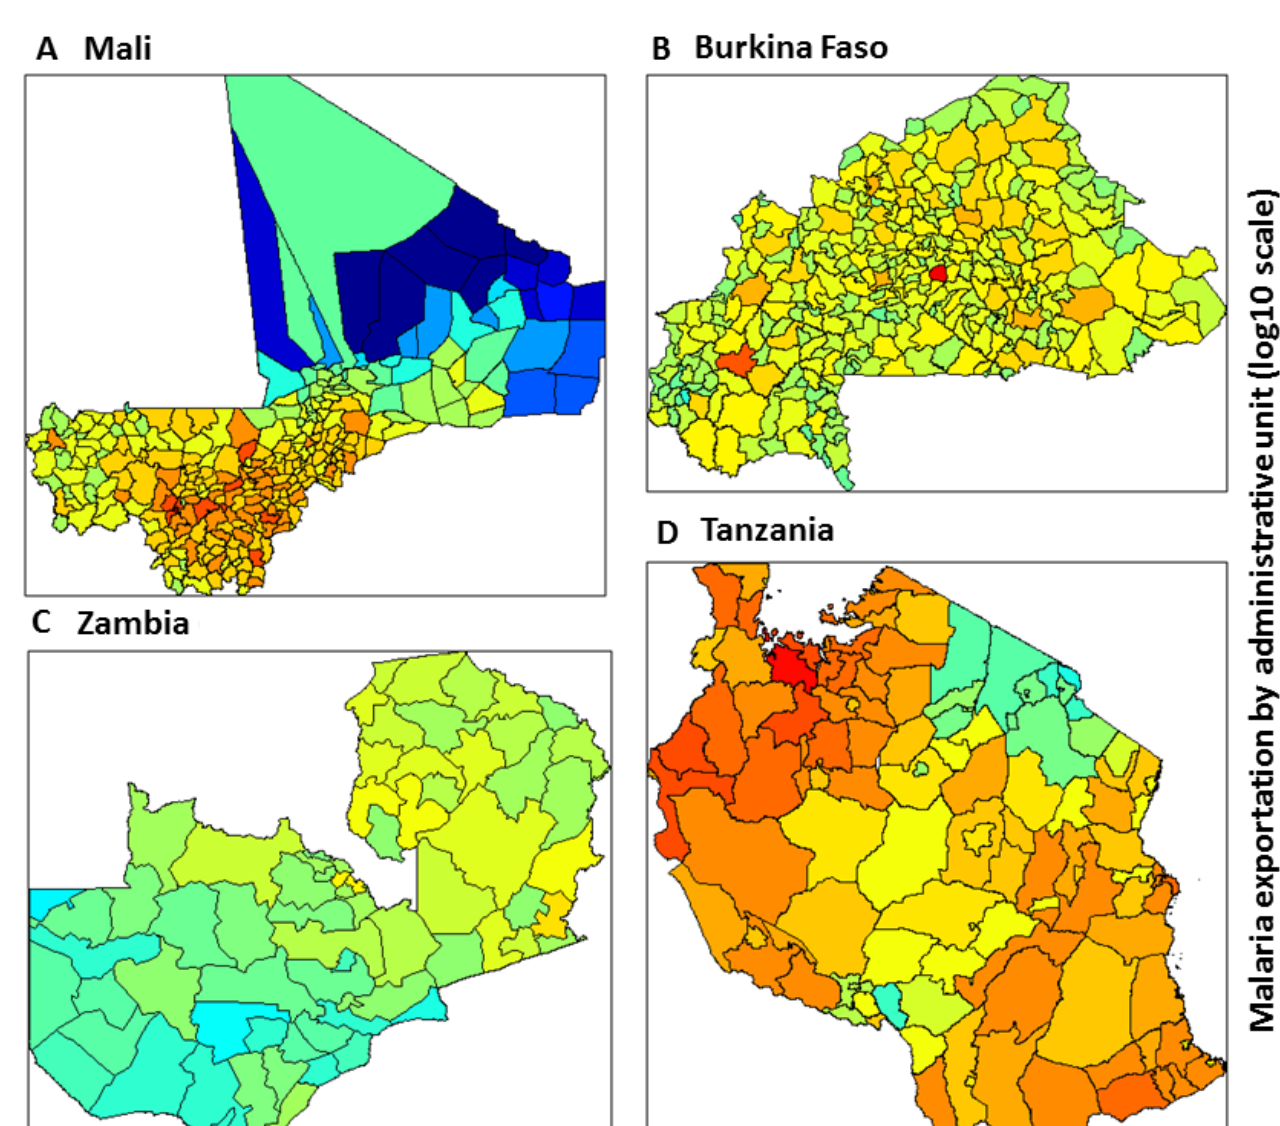 A Mali
B Burkina Faso
C Zambia
D Tanzania
Malaria exportation by administrative unit (log10 scale)